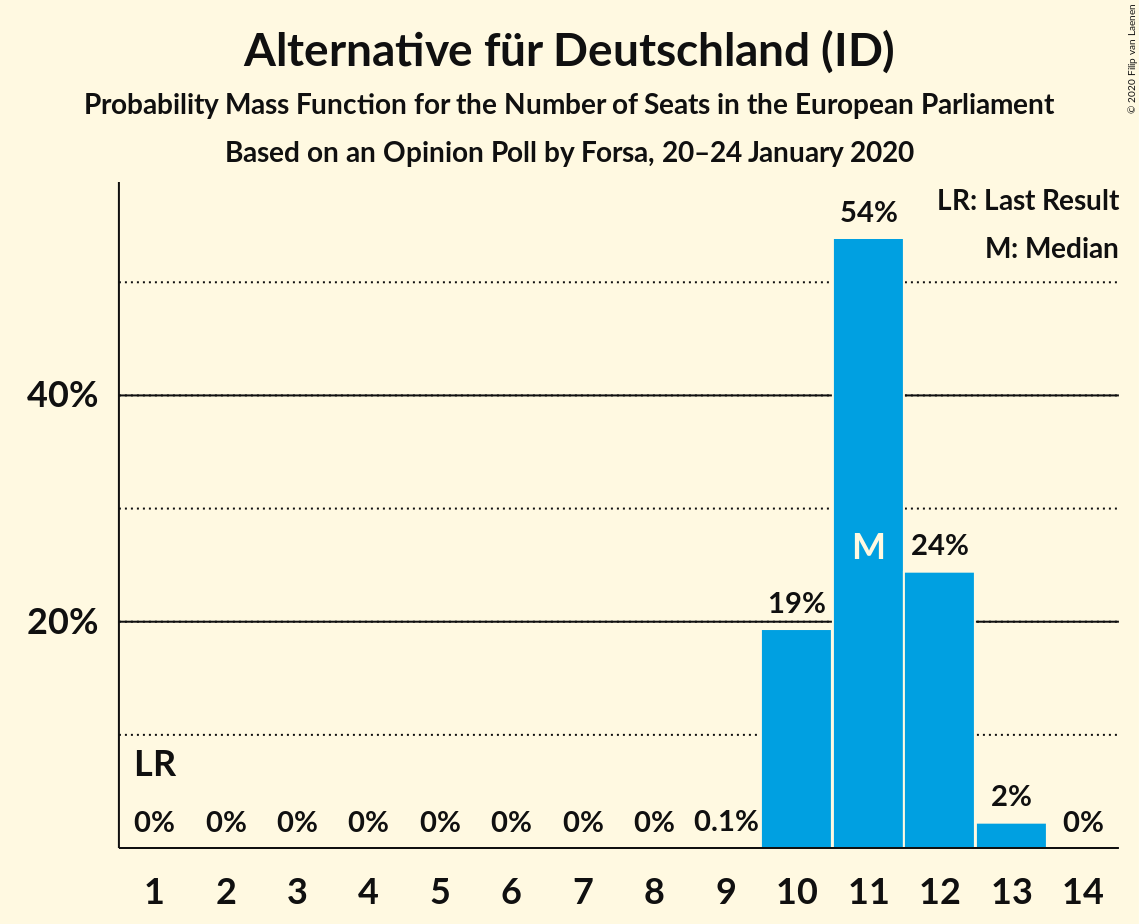 Alternative für Deutschland (ID)
Probability Mass Function for the Number of Seats in the European Parliament
Based on an Opinion Poll by Forsa, 20–24 January 2020
© 2020 Filip van Laenen
LR: Last Result
M: Median
54%
40%
M
24%
19%
20%
LR
2%
0% 0% 0% 0% 0% 0% 0% 0% 0.1% 0%
1 2 3 4 5 6 7 8 9 10 11 12 13 14